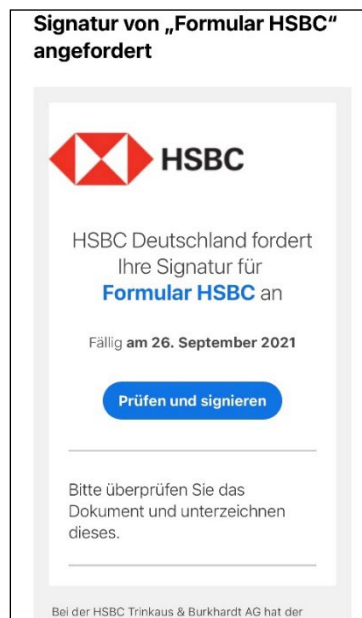 Signatur von „Formular HSBC“
angefordert
HSBC
HSBC Deutschland fordert
Ihre Signatur für
Formular HSBC an
Fällig am 26. September 2021
Prüfen und signieren
Bitte überprüfen Sie das
Dokument und unterzeichnen
dieses.
Bei der HSBC Trinkaus & Burkhardt AG hat der